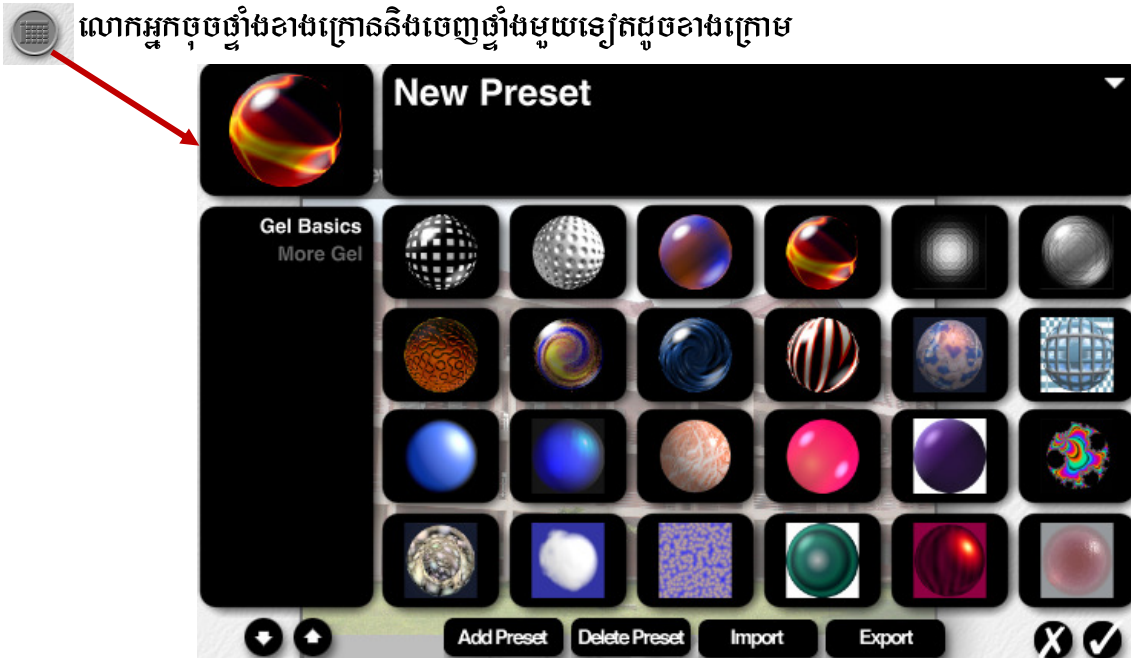 លោកអ្នកចុចផ្ទាំងខាងក្រោននិងចេញផ្ទាំងមួយទៀតដូចខាងក្រោម
New Preset
Gel Basics
More Gel
Add Preset Delete Preset Import Export